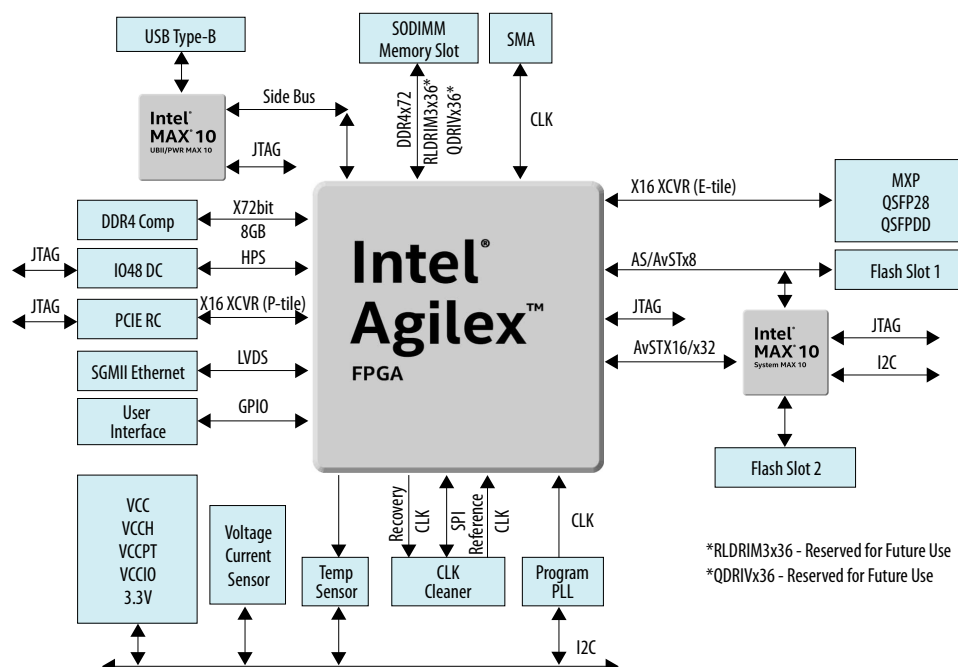 USB Type-B
SODIMM
Memory Slot
SMA
Intel®
MAX® 10
UBII/PWR MAX 10
Side Bus
JTAG
DDR4x72
RLDRIM3x36*
QDRIVx36*
CLK
X16 XCVR (E-tile)
MXP
QSFP28
QSFPDD
DDR4 Comp
X72bit
8GB
JTAG
IO48 DC
HPS
JTAG
PCIE RC
X16 XCVR (P-tile)
SGMII Ethernet
LVDS
User
Interface
GPIO
Intel®
Agilex™
FPGA
AS/AvSTx8
Flash Slot 1
JTAG
AvSTX16/x32
Intel®
MAX® 10
System MAX 10
JTAG
I2C
Flash Slot 2
VCC
VCCH
VCCPT
VCCIO
3.3V
Voltage
Current
Sensor
Temp
Sensor
Recovery
CLK
SPI
Reference
CLK
CLK
Cleaner
CLK
Program
PLL
I2C
*RLDRIM3x36 - Reserved for Future Use
*QDRIVx36 - Reserved for Future Use